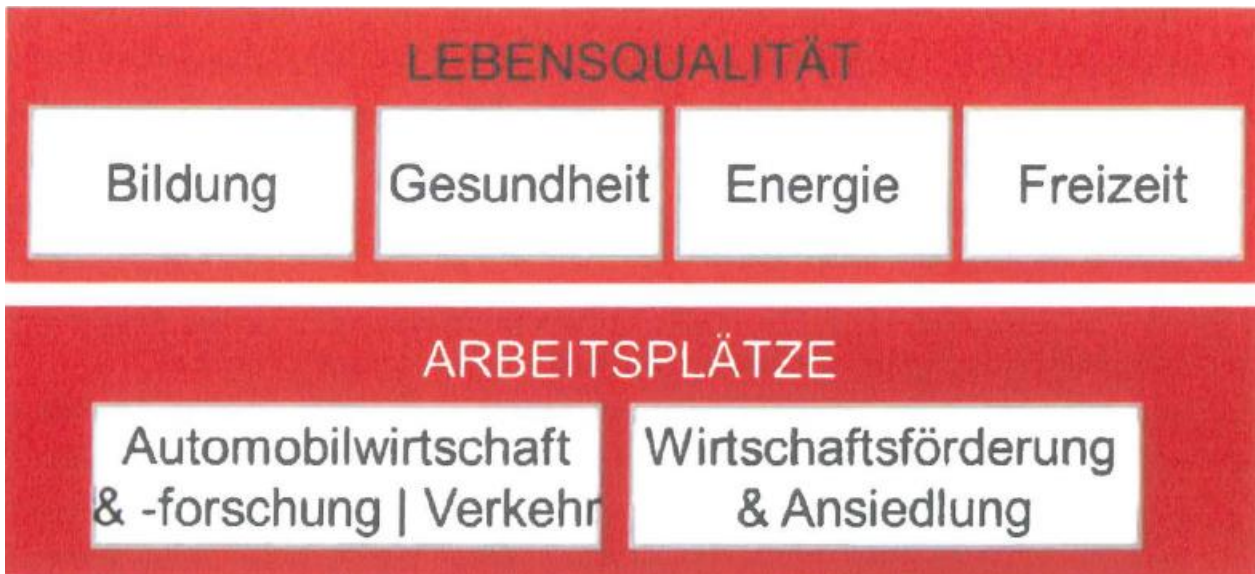 LEBENSQUALITÄT
Bildung
Gesundheit
Energie
Freizeit
ARBEITSPLÄTZE
Automobilwirtschaft
& -forschung | Verkehr
Wirtschaftsförderung
& Ansiedlung